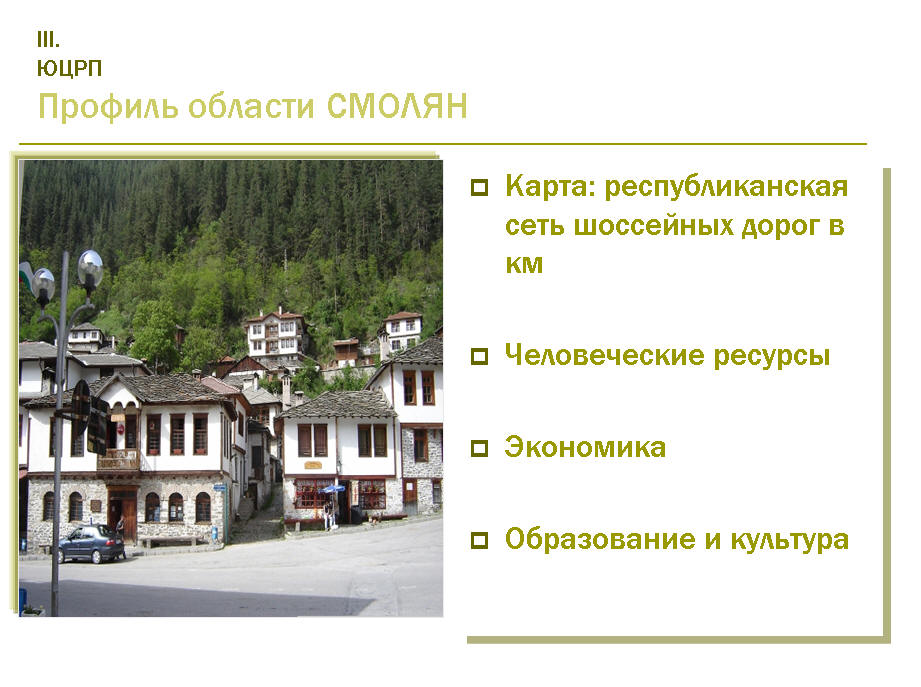 III.
ЮЦРП
Профиль области СМОЛЯН
Карта: республиканская
сеть шоссейных дорог в
км
Человеческие ресурсы
Экономика
Образование и культура